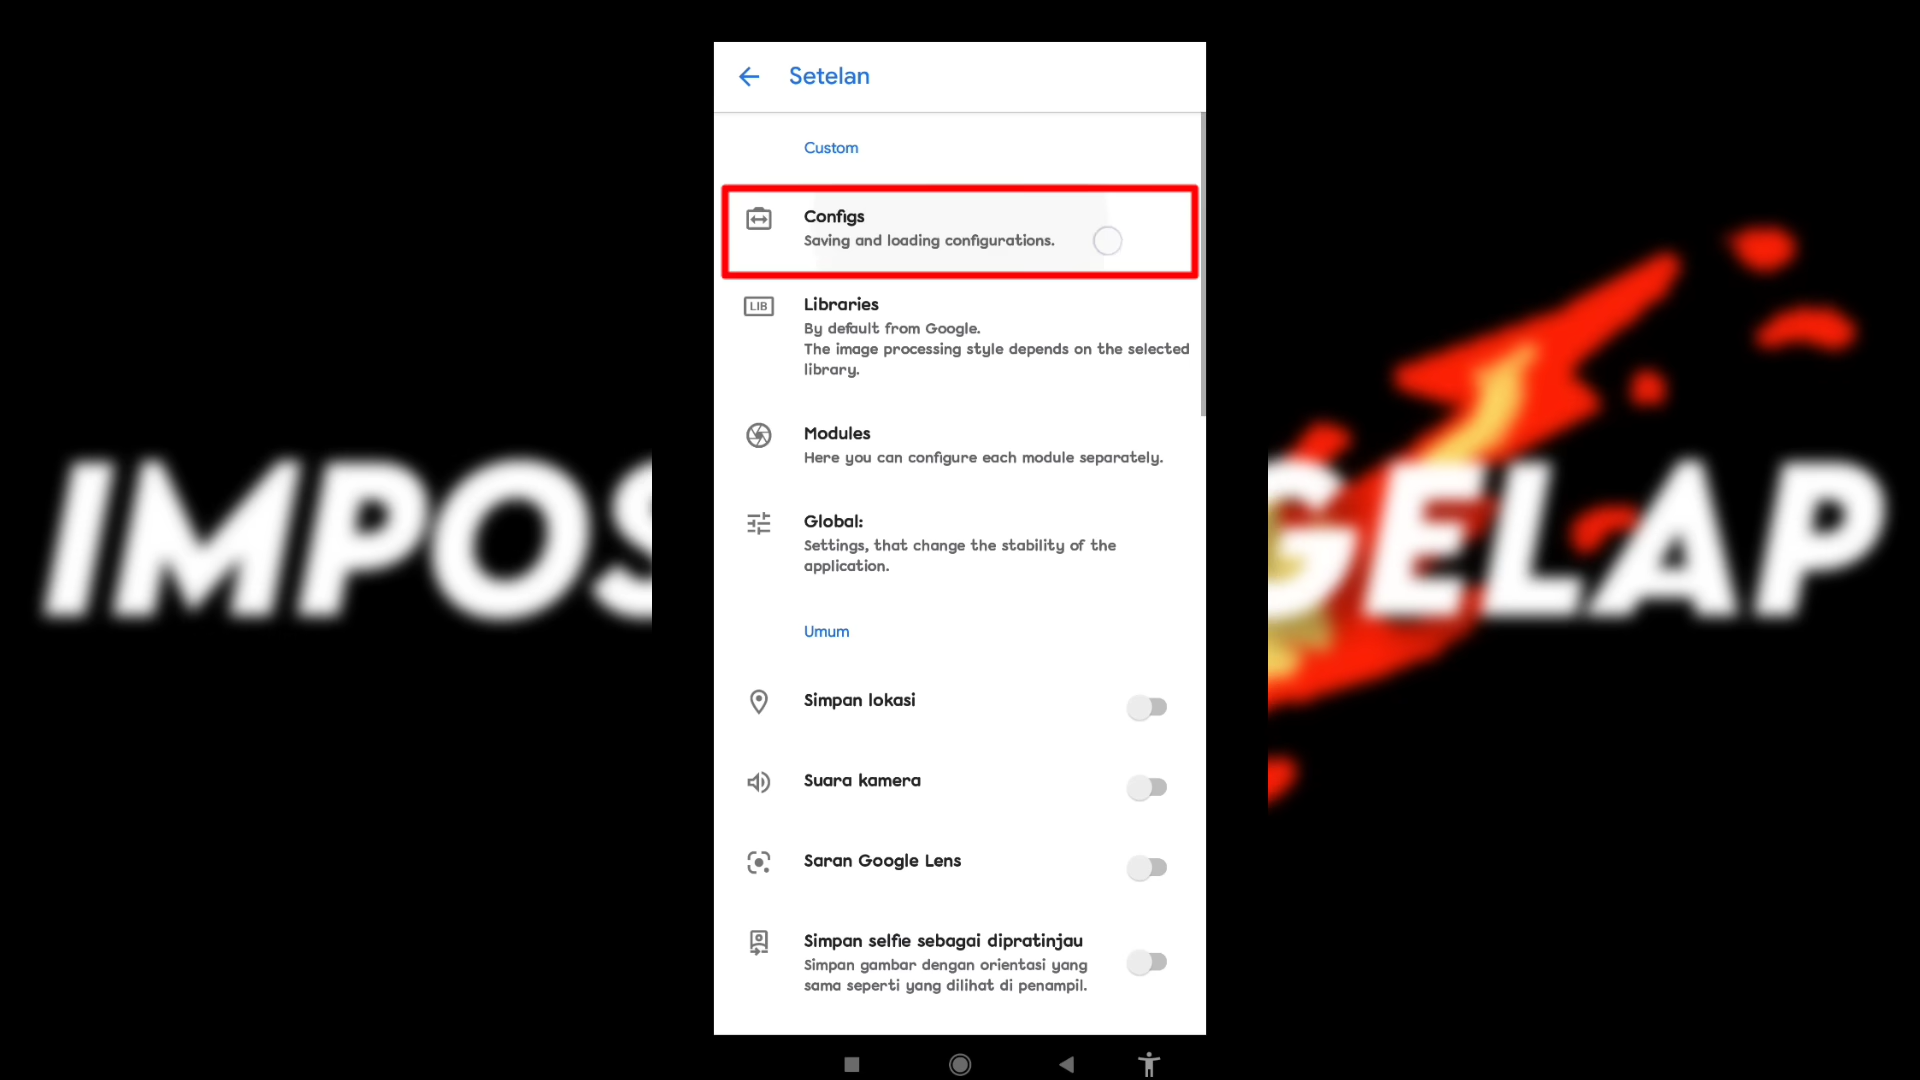 Setelan
Custom
Configs
Saving and loading configurations.
LIB
Libraries
By default from Google.
The image processing style depends on the selected
library.
Modules
Here you can configure each module separately.
Global:
Settings, that change the stability of the
application.
Umum
Simpan lokasi
Suara kamera
Saran Google Lens
Simpan selfie sebagai dipratinjau
Simpan gambar dengan orientasi yang
sama seperti yang dilihat di penampil.
IMPOS
GELAP